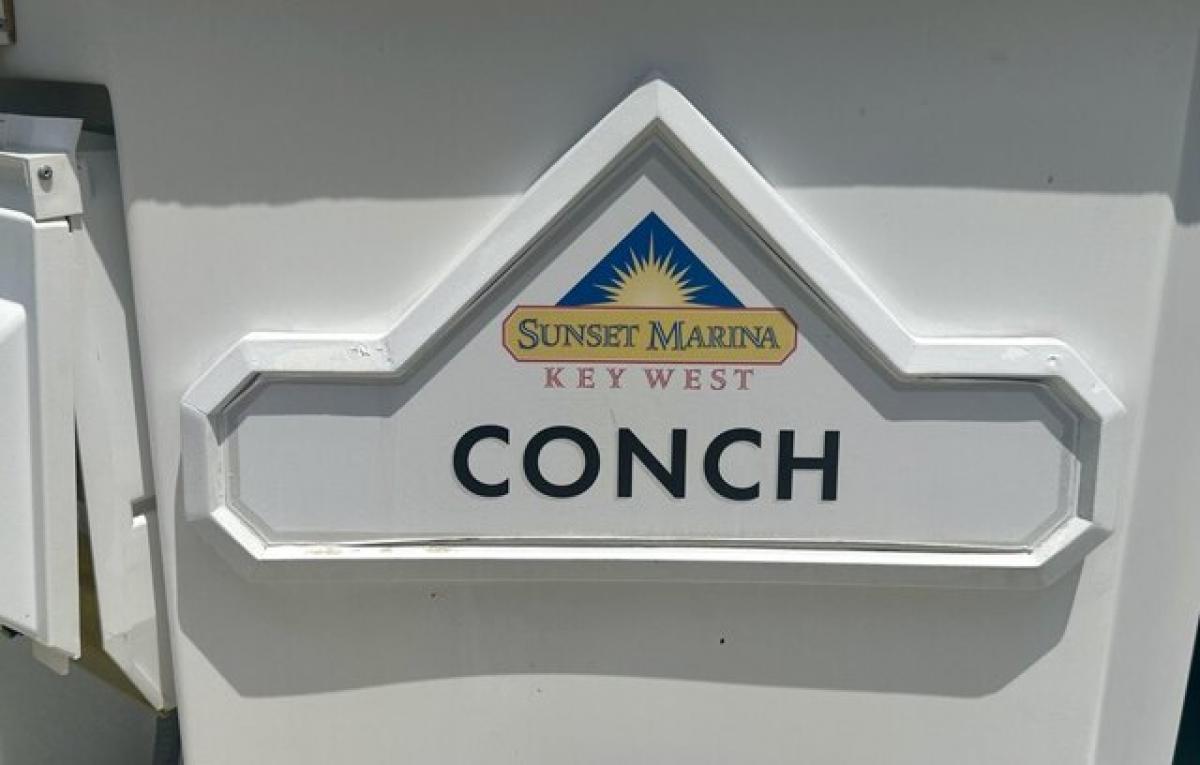 SUNSET MARINA
KEY WEST
CONCH